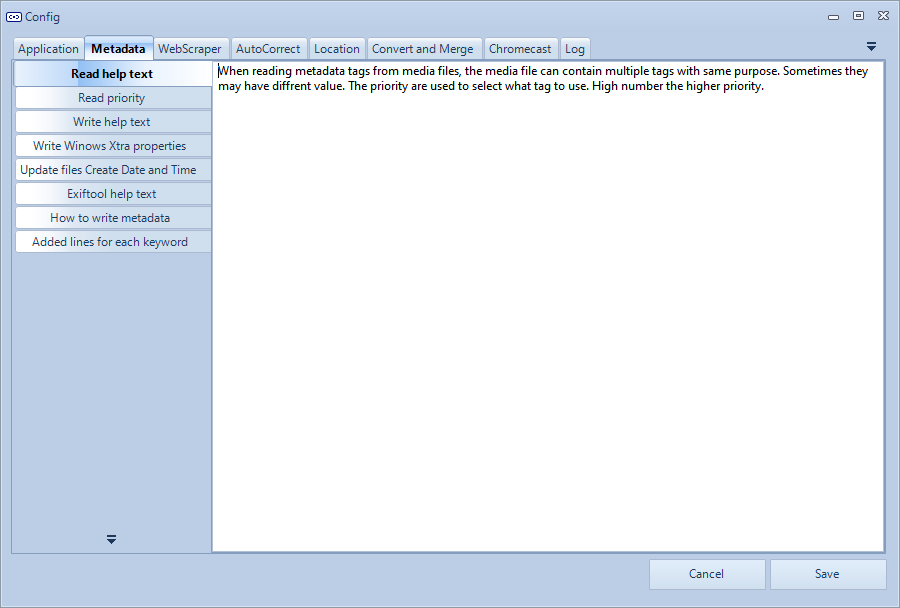 Config
Application Metadata WebScraper AutoCorrect Location Convert and Merge Chromecast Log
Read help text
Read priority
Write help text
Write Winows Xtra properties
Update files Create Date and Time
Exiftool help text
How to write metadata
Added lines for each keyword
When reading metadata tags from media files, the media file can contain multiple tags with same purpose. Sometimes they
may have diffrent value. The priority are used to select what tag to use. High number the higher priority.
Cancel Save